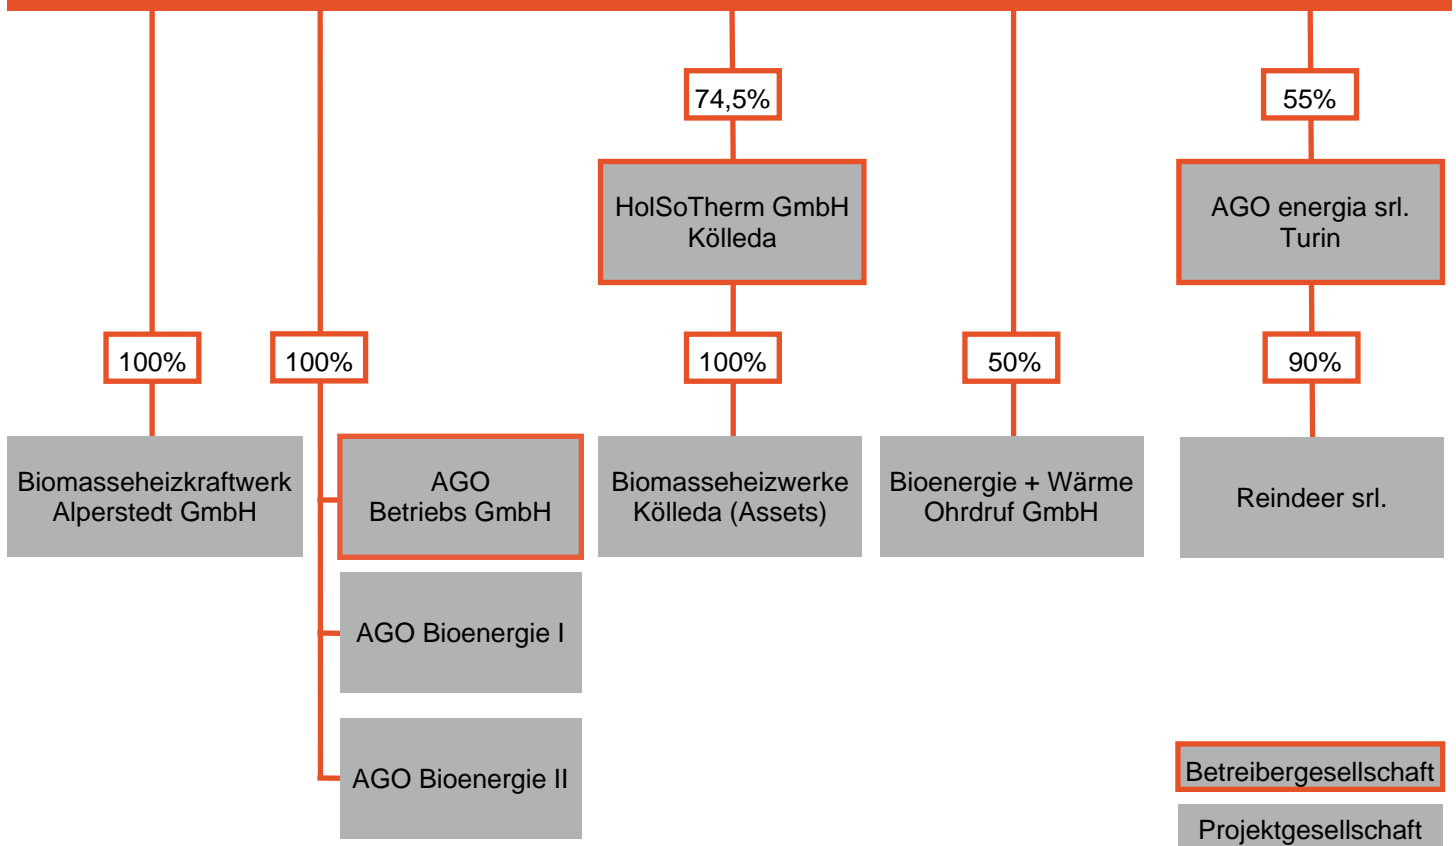 74,5%
55%
HolSoTherm GmbH
Kölleda
AGO energia srl.
Turin
100%
100%
100%
50%
90%
Biomasseheizkraftwerk
Alperstedt GmbH
AGO
Betriebs GmbH
Biomasseheizwerke
Kölleda (Assets)
Bioenergie + Wärme
Ohrdruf GmbH
Reindeer srl.
AGO Bioenergie I
AGO Bioenergie II
Betreibergesellschaft
Projektgesellschaft